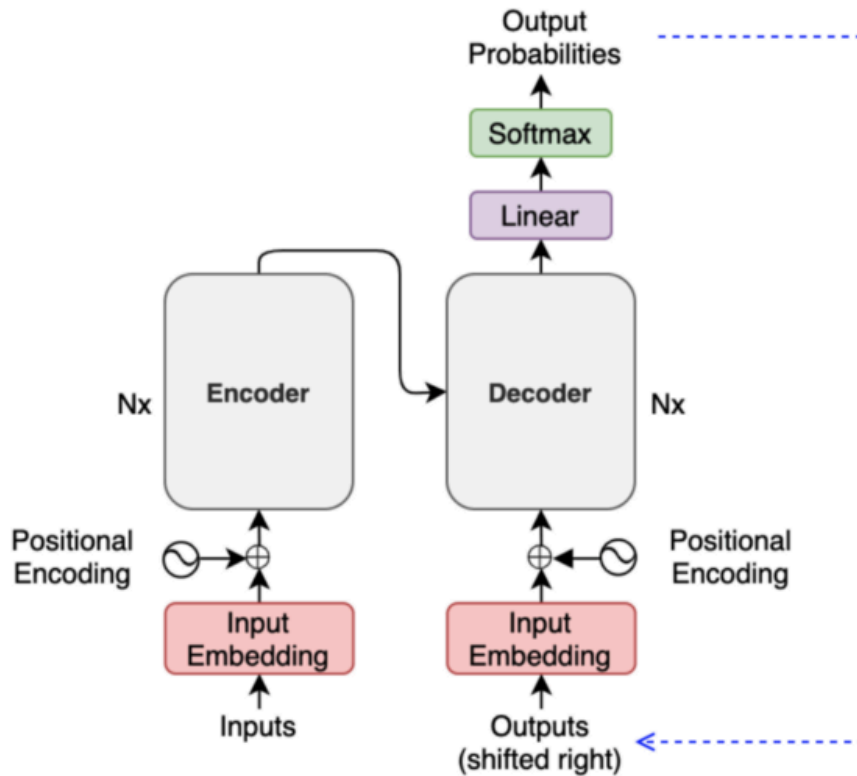 Output
Probabilities
Softmax
Linear
Encoder
Decoder
Nx
Nx
Positional
Encoding
Positional
Encoding
Input
Embedding
Input
Embedding
Inputs
Outputs
(shifted right)